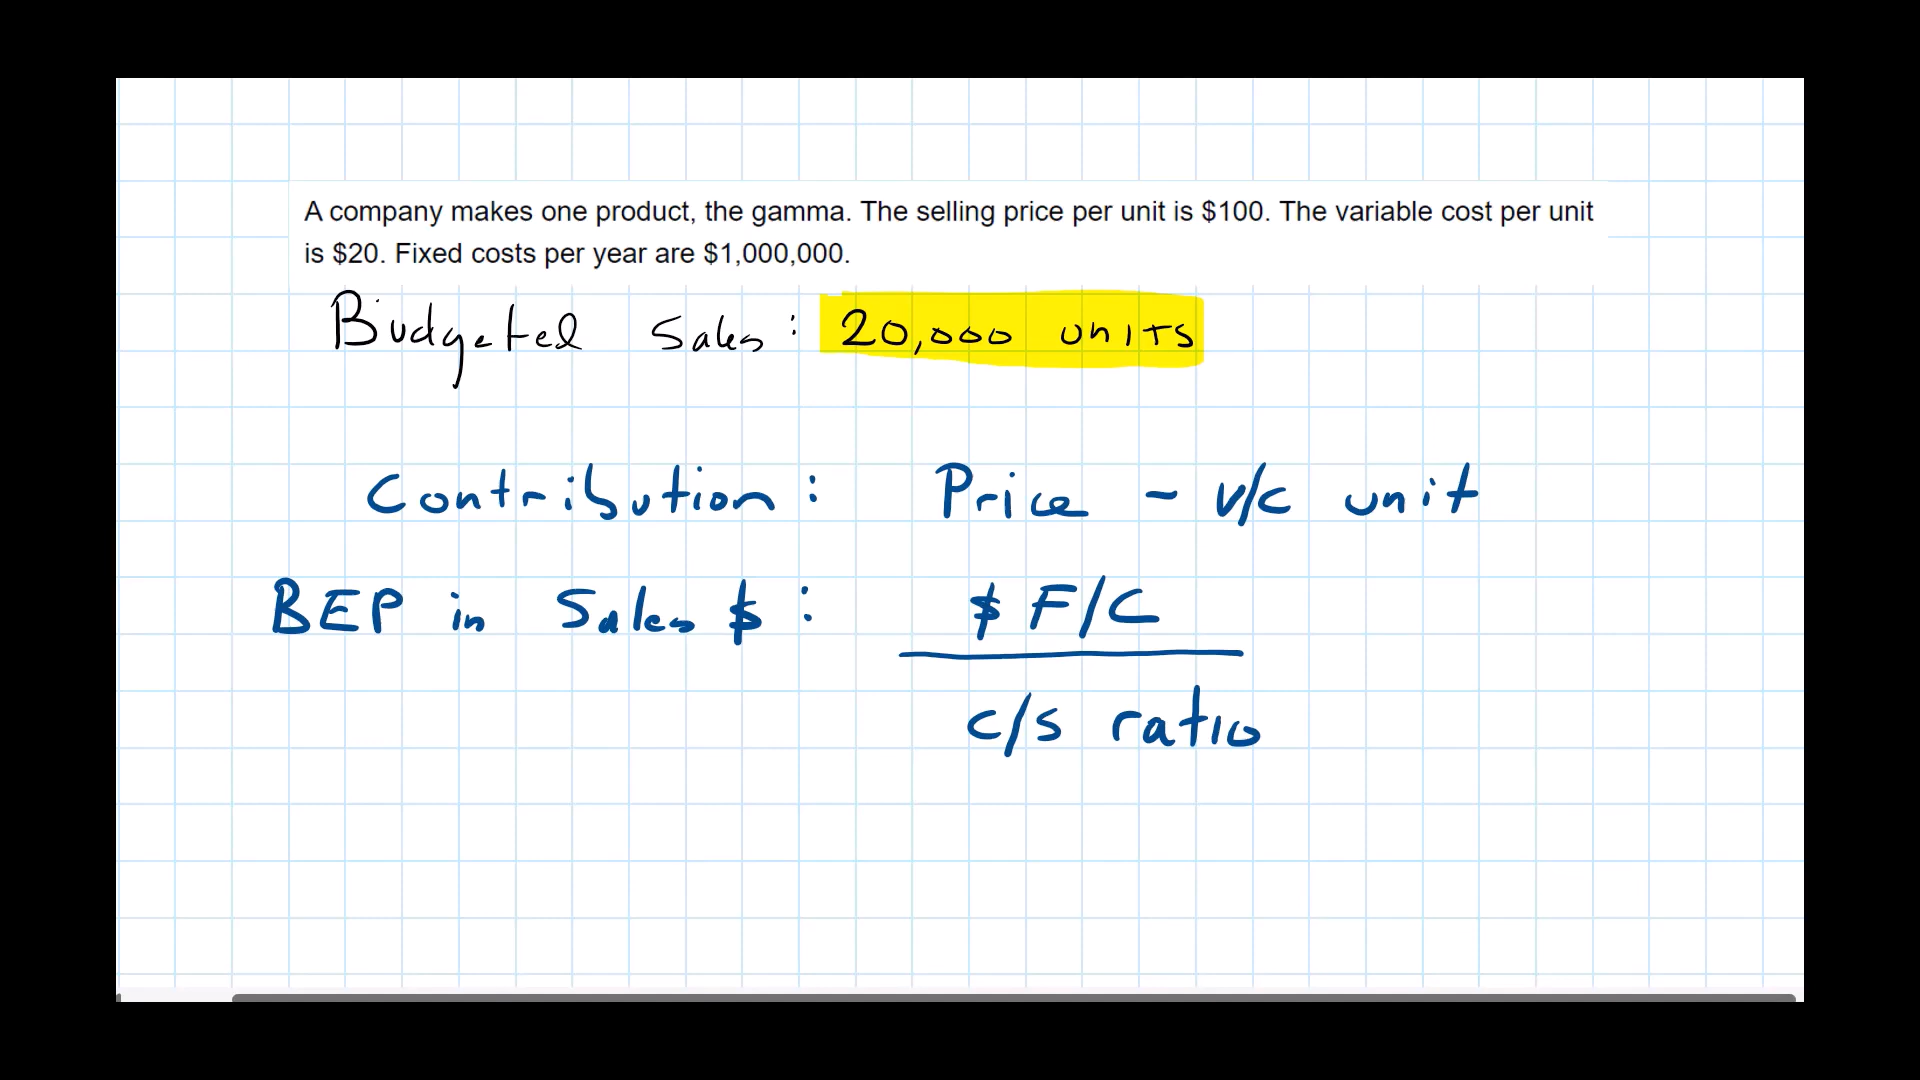 A company makes one product, the gamma. The selling price per unit is $100. The variable cost per unit
is $20. Fixed costs per year are $1,000,000.
Budgeted Sales: 20,000 units
Contribution: Price - v/c unit
BEP in Sales $: $ F/C
c/s ratio